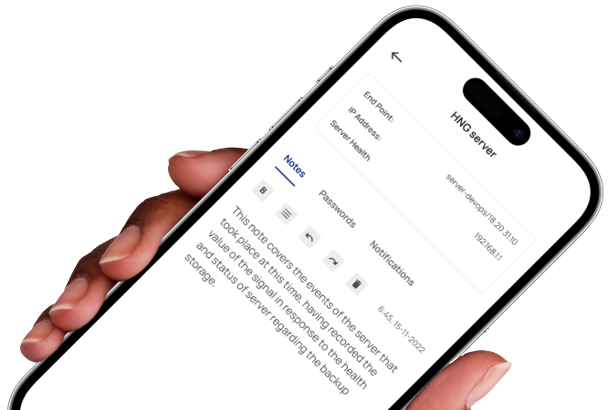 HNG server
End Point:
server-devops/18.20.31.30
IP Address:
192.168.1.1
Server Health
Notes
Passwords
Notifications
B
6:45, 15-11-2022
This note covers the events of the server that
took place at this time, having recorded the
value of the signal in response to the health
and status of server regarding the backup
storage.